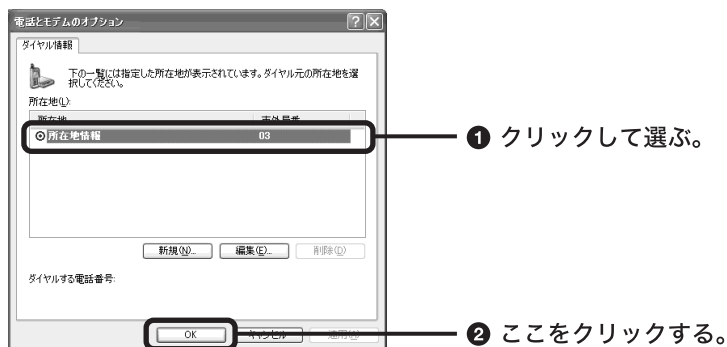 電話とモデムのオプション
ダイヤル情報
下の一覧には指定した所在地が表示されています。ダイヤル元の所在地を選
択してください。
所在地(L):
所在地 市外局番
所在地情報 03
❶ クリックして選ぶ。
新規(N)... 編集(E)... 削除(D)
ダイヤルする電話番号:
OK キャンセル 適用(A)
❷ ここをクリックする。